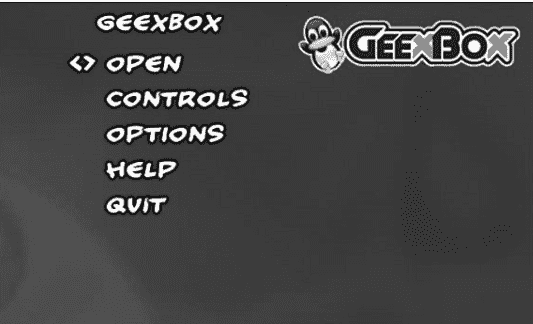 GEEXBOX
GEEXBOX
<> OPEN
CONTROLS
OPTIONS
HELP
QUIT